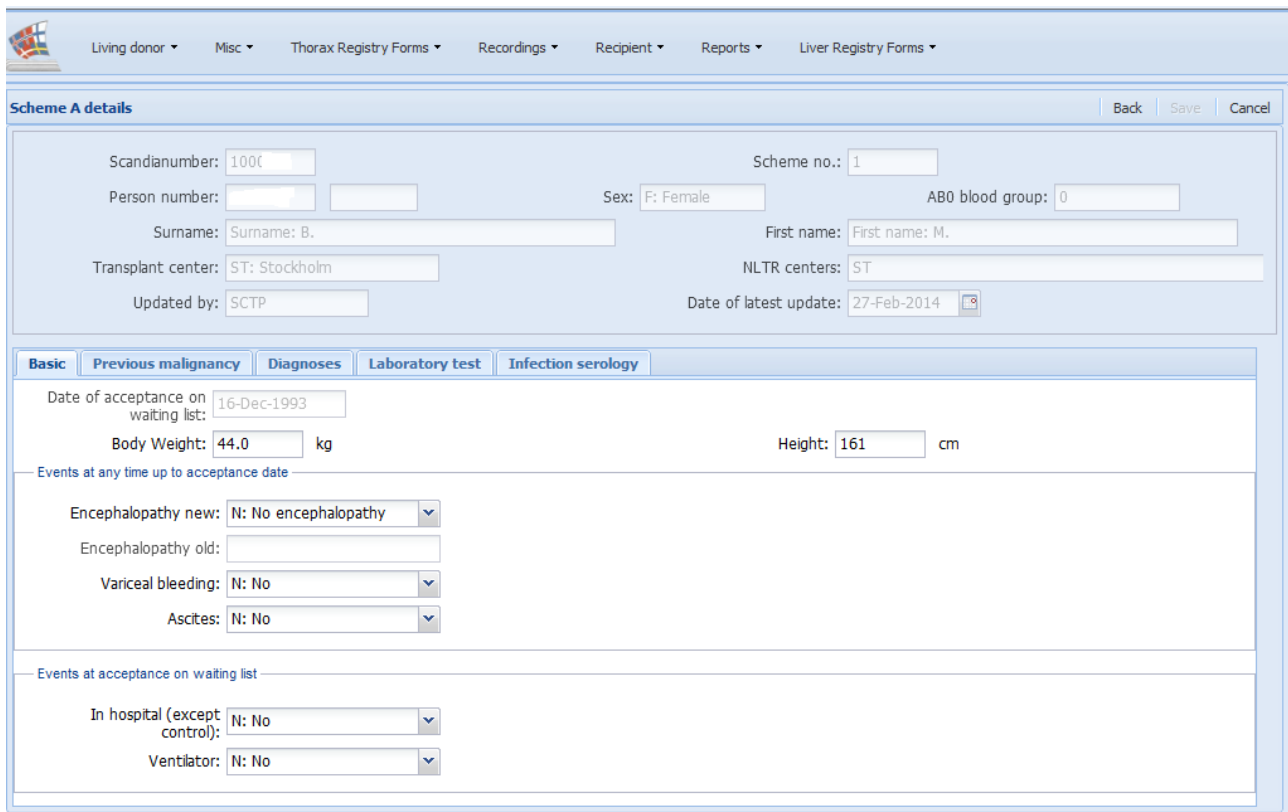 Living donor Misc Thorax Registry Forms Recordings Recipient Reports Liver Registry Forms
Scheme A details Back Save Cancel
Scandianumber: 1000 Scheme no.: 1
Person number: Sex: F: Female AB0 blood group: 0
Surname: Surname: B. First name: First name: M.
Transplant center: ST: Stockholm NLTR centers: ST
Updated by: SCTP Date of latest update: 27-Feb-2014
Basic Previous malignancy Diagnoses Laboratory test Infection serology
Date of acceptance on
waiting list: 16-Dec-1993
Body Weight: 44.0 kg Height: 161 cm
Events at any time up to acceptance date
Encephalopathy new: N: No encephalopathy
Encephalopathy old:
Variceal bleeding: N: No
Ascites: N: No
Events at acceptance on waiting list
In hospital (except
control): N: No
Ventilator: N: No